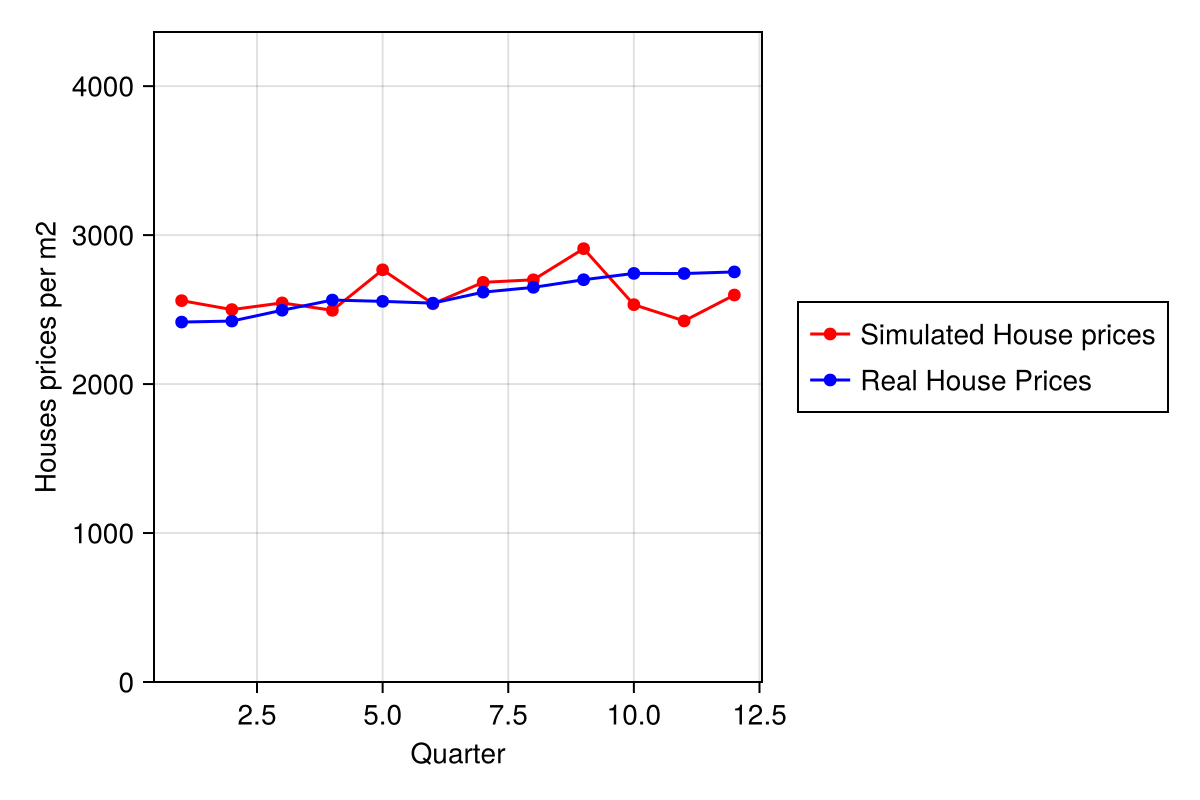 4000
3000
2000
1000
0
Houses prices per m2
2.5 5.0 7.5 10.0 12.5
Quarter
Simulated House prices
Real House Prices